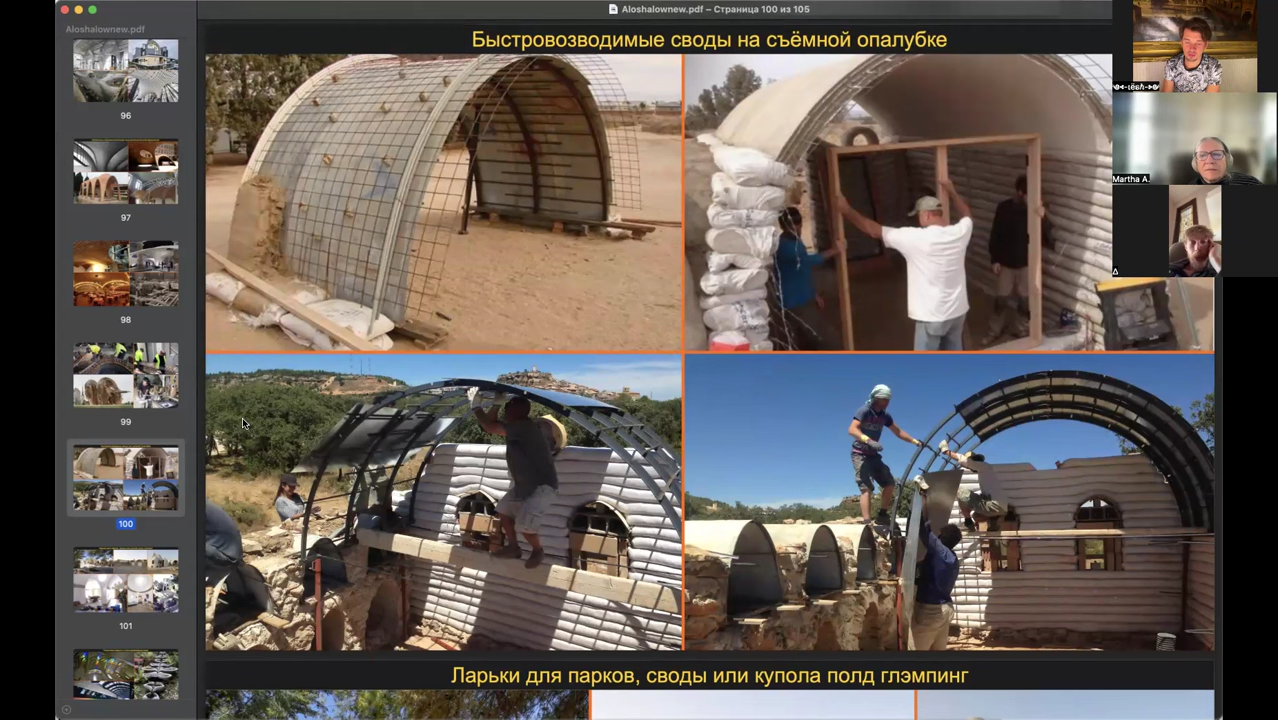 Aloshalownew.pdf – Страница 100 из 105
Aloshalownew.pdf
96
97
98
99
100
101
Быстровозводимые своды на съёмной опалубке
Ларьки для парков, своды или купола полд глэмпинг
Martha A.